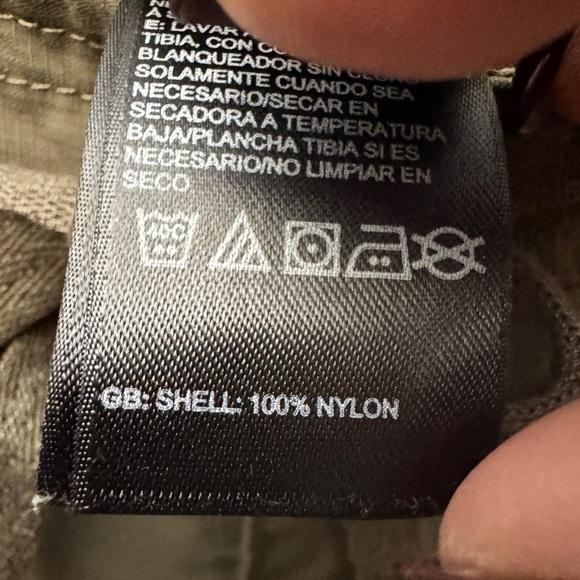 E: LAVAR
TIBIA, CON
BLANQUEADOR SIN CLORO
SOLAMENTE CUANDO SEA
NECESARIO/SECAR EN
SECADORA A TEMPERATURA
BAJA/PLANCHA TIBIA SI ES
NECESARIO/NO LIMPIAR EN
SECO
40C
GB: SHELL: 100% NYLON